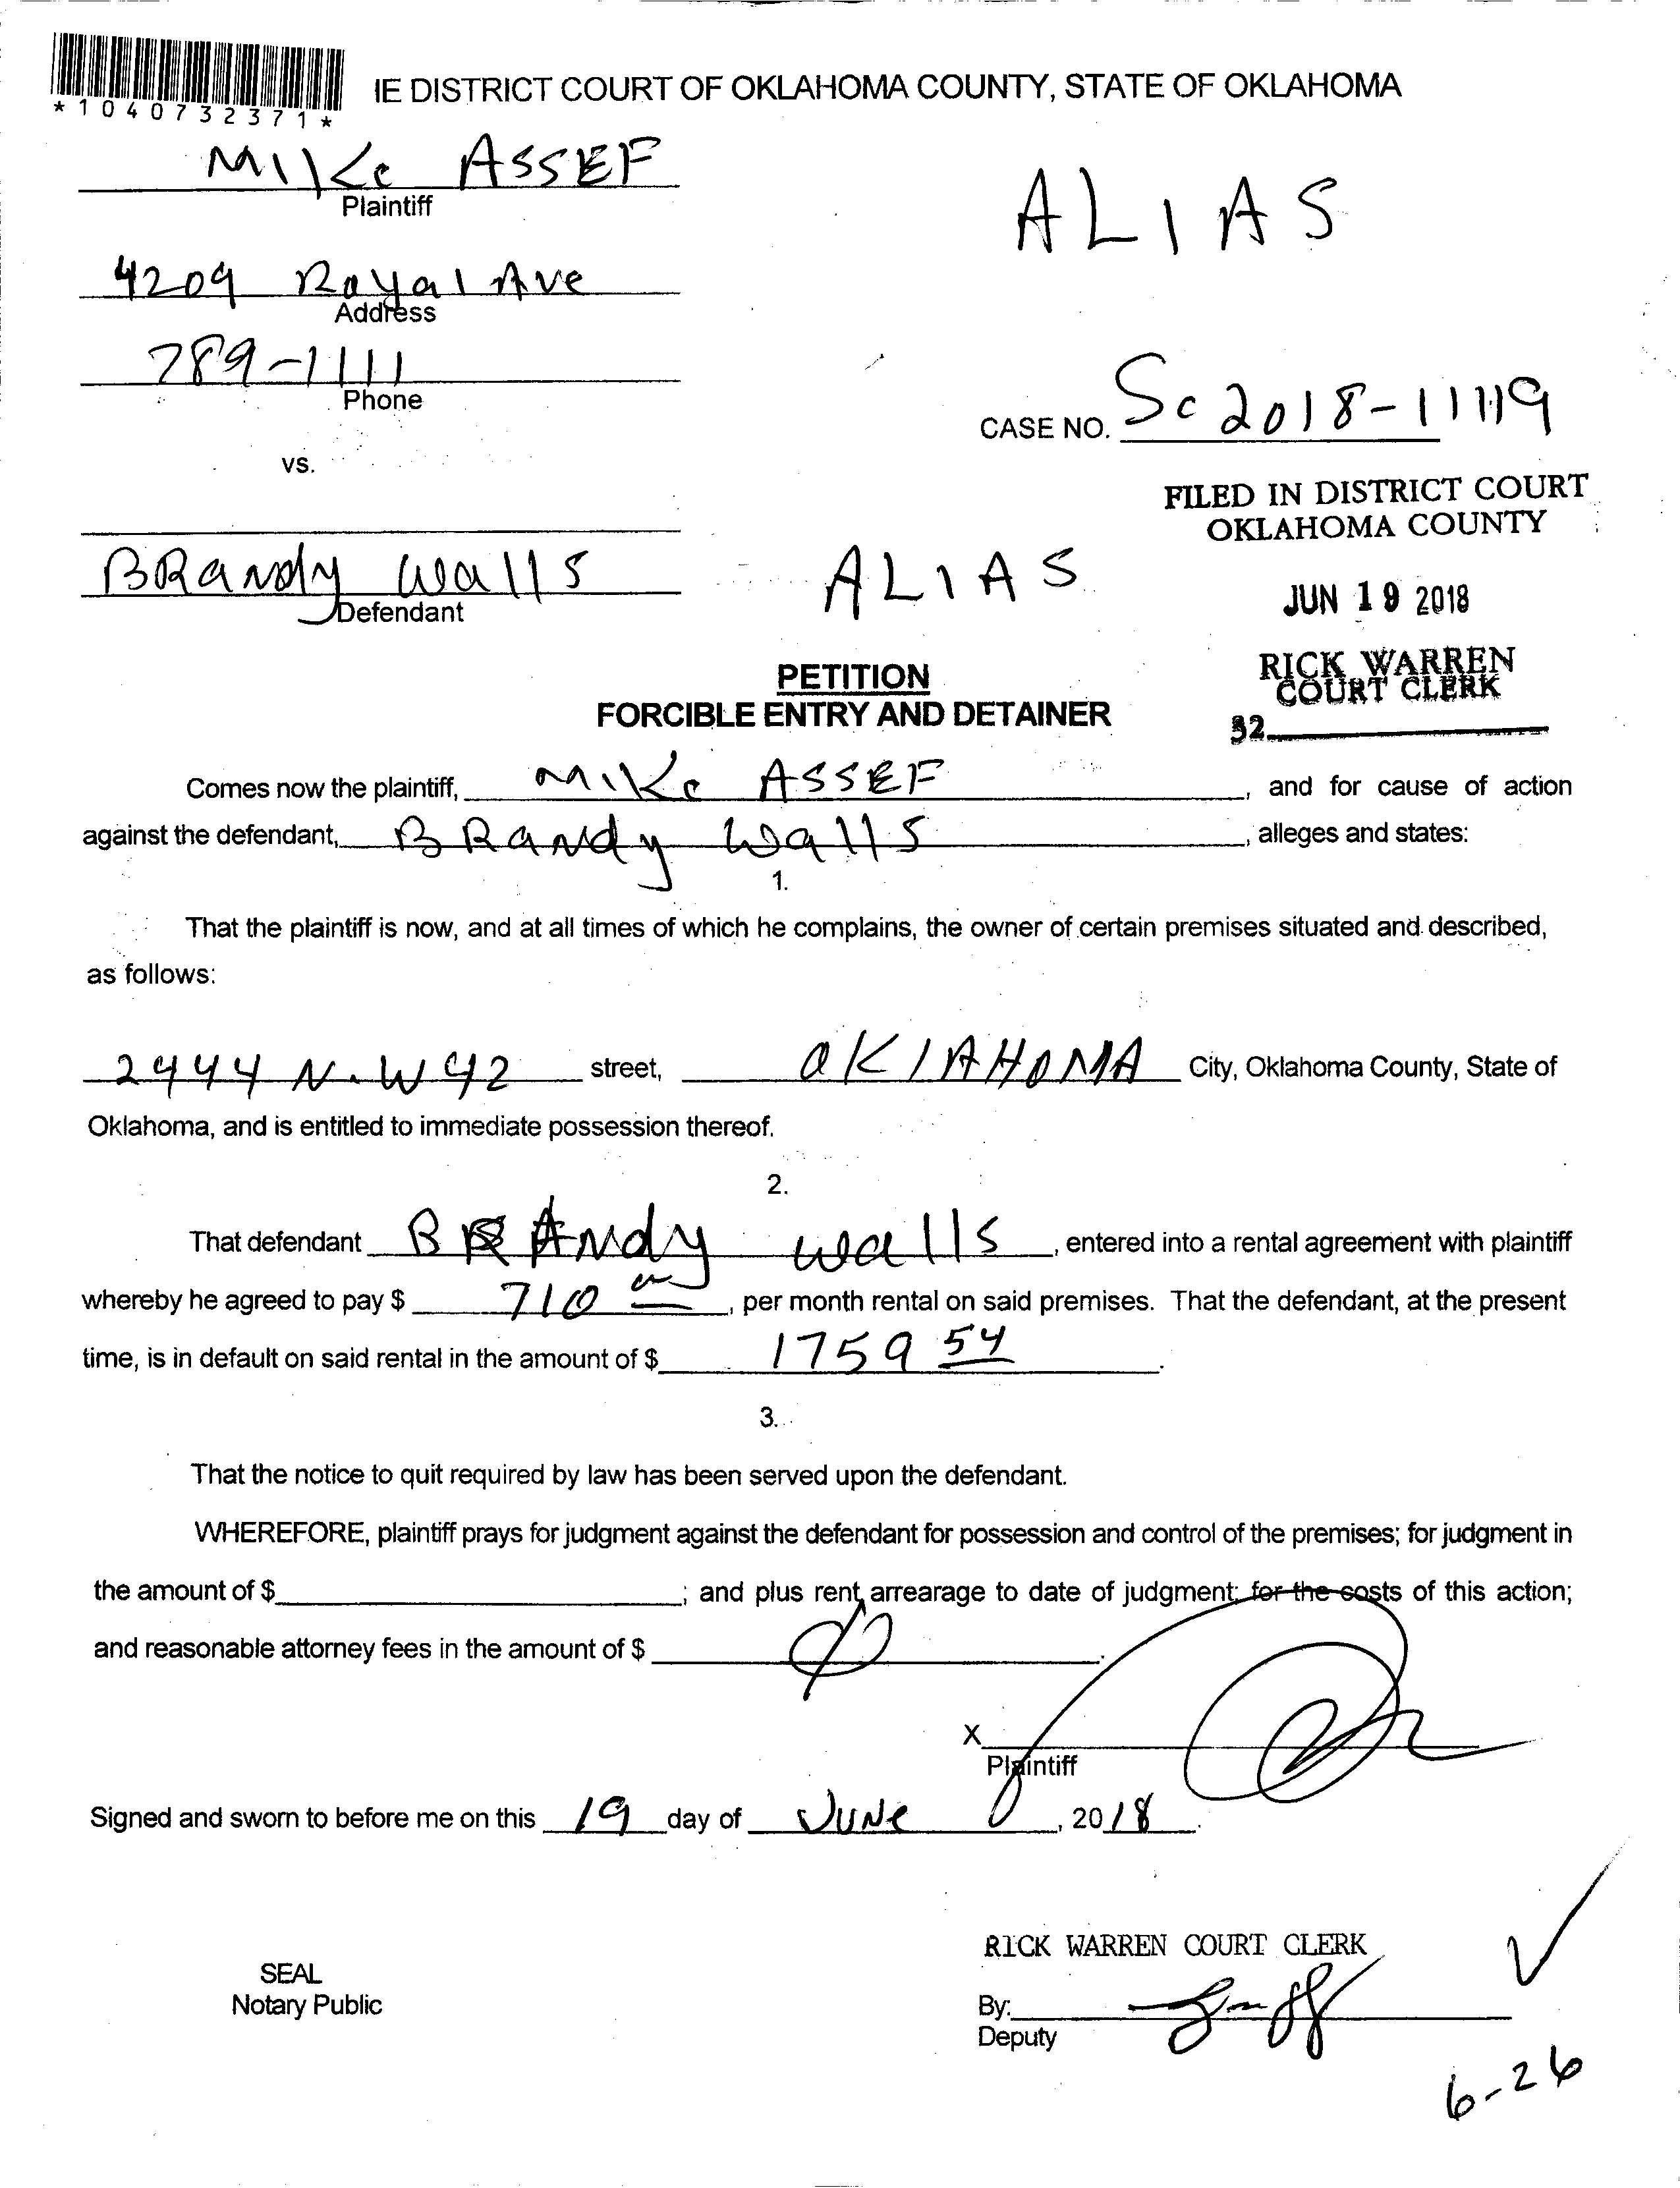 *1040732371*
IE DISTRICT COURT OF OKLAHOMA COUNTY, STATE OF OKLAHOMA
MIKe ASSEF
Plaintiff
ALIAS
4209 Royal Ave
Address
789-1111
Phone
CASE NO. Sc 2018-11119
vs.
FILED IN DISTRICT COURT
OKLAHOMA COUNTY
BRandy Walls
Defendant
ALIAS
JUN 19 2018
PETITION
FORCIBLE ENTRY AND DETAINER
RICK WARREN
COURT CLERK
32
Comes now the plaintiff, MIKe ASSEF, and for cause of action
against the defendant, BRandy Walls, alleges and states:
1.
That the plaintiff is now, and at all times of which he complains, the owner of certain premises situated and described,
as follows:
2444 N.W 42 street, OKlAHOMA City, Oklahoma County, State of
Oklahoma, and is entitled to immediate possession thereof.
2.
That defendant BRAndy walls, entered into a rental agreement with plaintiff
whereby he agreed to pay $ 710, per month rental on said premises. That the defendant, at the present
time, is in default on said rental in the amount of $ 1759 54.
3.
That the notice to quit required by law has been served upon the defendant.
WHEREFORE, plaintiff prays for judgment against the defendant for possession and control of the premises; for judgment in
the amount of $; and plus rent arrearage to date of judgment; for the costs of this action;
and reasonable attorney fees in the amount of $ .
X
Plaintiff
Signed and sworn to before me on this 19 day of JUNe, 2018.
RICK WARREN COURT CLERK
SEAL
Notary Public
By:
Deputy
6-26